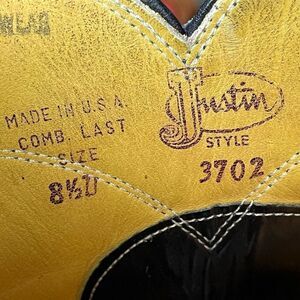 MADE IN U.S.A.
COMB. LAST
SIZE
8½D
Justin
STYLE
3702